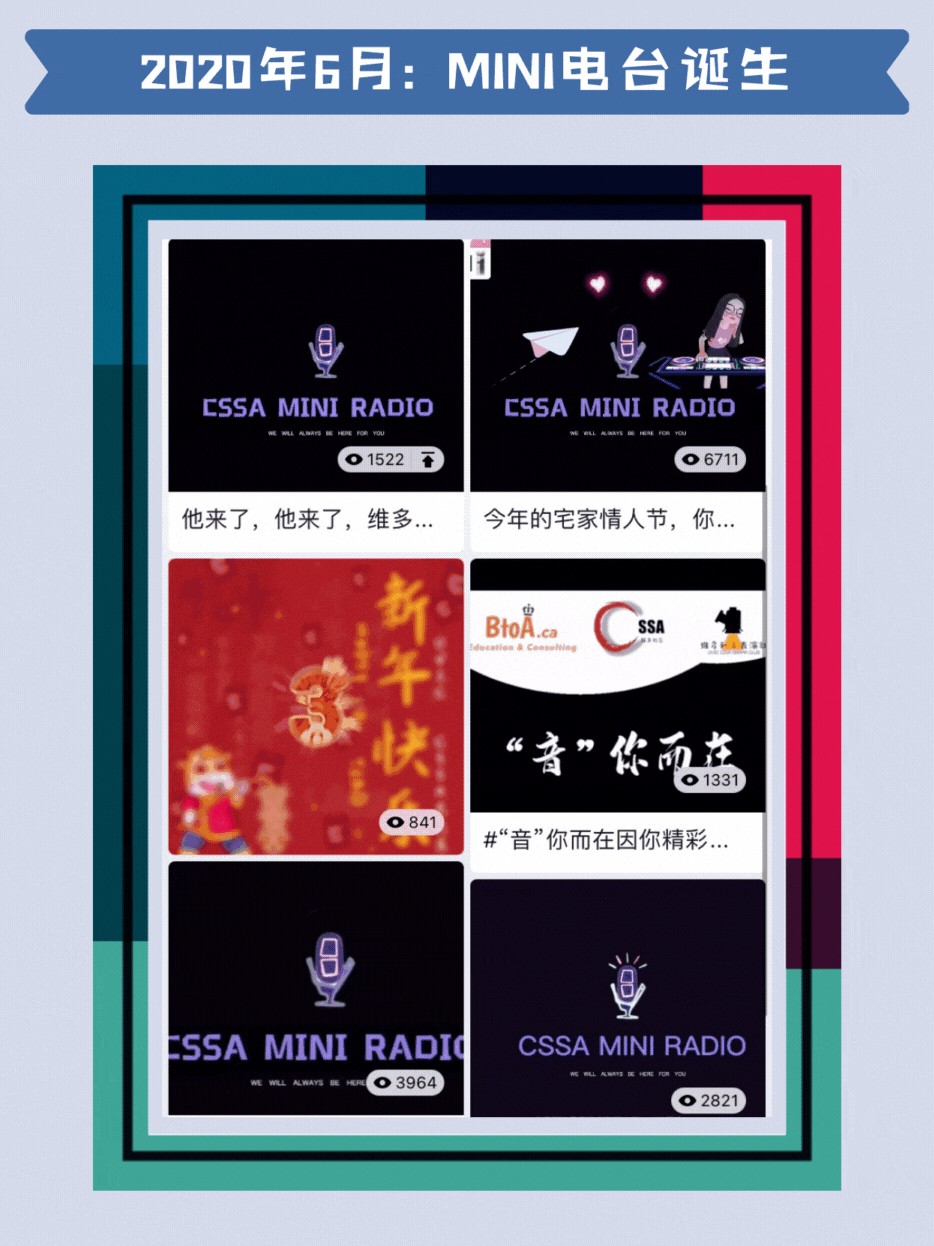 2020年6月：MINI电台诞生
CSSA MINI RADIO
WE WILL ALWAYS BE HERE FOR YOU
1522
他来了，他来了，维多...
CSSA MINI RADIO
WE WILL ALWAYS BE HERE FOR YOU
6711
今年的宅家情人节，你...
新年快乐
841
BtoA.ca
Education & Consulting
CSSA
“音”你而在
1331
#“音”你而在因你精彩...
CSSA MINI RADIO
WE WILL ALWAYS BE HERE
3964
CSSA MINI RADIO
WE WILL ALWAYS BE HERE FOR YOU
2821